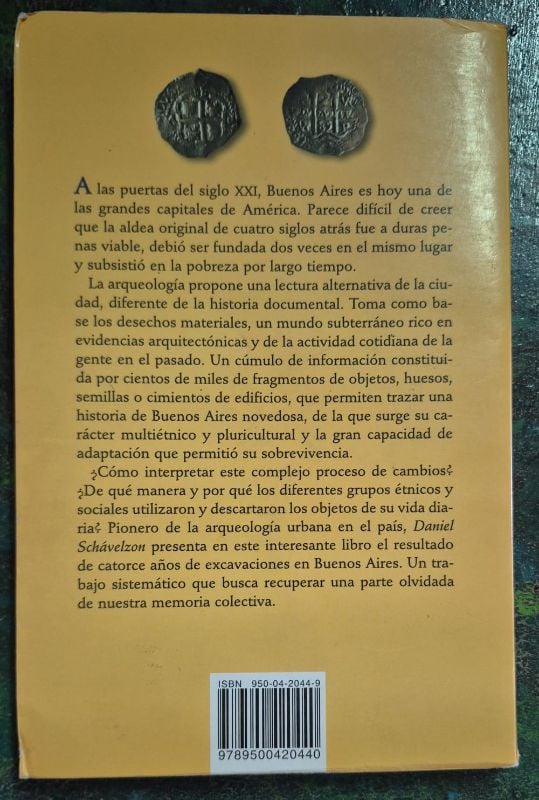 A las puertas del siglo XXI, Buenos Aires es hoy una de
las grandes capitales de América. Parece difícil de creer
que la aldea original de cuatro siglos atrás fue a duras pe-
nas viable, debió ser fundada dos veces en el mismo lugar
y subsistió en la pobreza por largo tiempo.
La arqueología propone una lectura alternativa de la ciu-
dad, diferente de la historia documental. Toma como ba-
se los desechos materiales, un mundo subterráneo rico en
evidencias arquitectónicas y de la actividad cotidiana de la
gente en el pasado. Un cúmulo de información constitui-
da por cientos de miles de fragmentos de objetos, huesos,
semillas o cimientos de edificios, que permiten trazar una
historia de Buenos Aires novedosa, de la que surge su ca-
rácter multiétnico y pluricultural y la gran capacidad de
adaptación que permitió su sobrevivencia.
¿Cómo interpretar este complejo proceso de cambios?
¿De qué manera y por qué los diferentes grupos étnicos y
sociales utilizaron y descartaron los objetos de su vida dia-
ria? Pionero de la arqueología urbana en el país, Daniel
Schávelzon presenta en este interesante libro el resultado
de catorce años de excavaciones en Buenos Aires. Un tra-
bajo sistemático que busca recuperar una parte olvidada
de nuestra memoria colectiva.
ISBN 950-04-2044-9
9789500420440